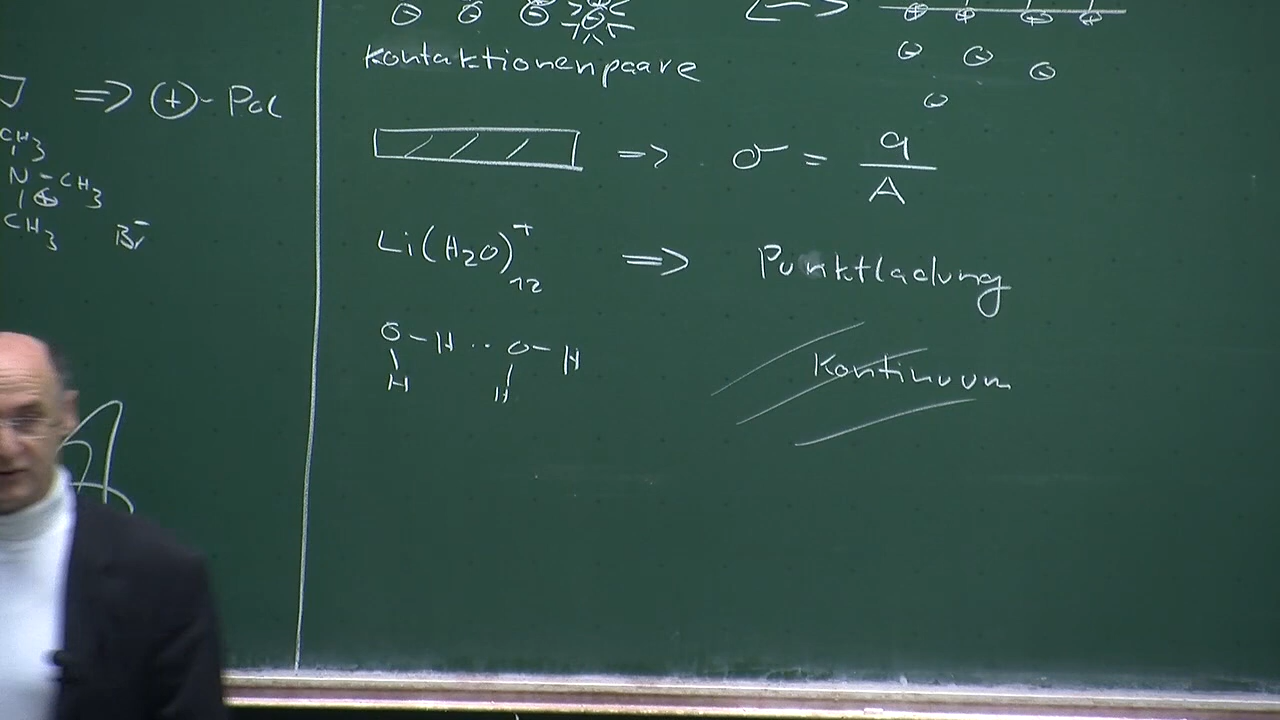 ⇒ ⊕-Pol
CH3
N-CH3
⊕
CH3 Br⁻
⊖ ⊖ ⊖ ⊖ ⟷ ⊕ ⊕ ⊕ ⊕
⊖ ⊖ ⊖
⊖
Kontaktionenpaare
⇒ σ = q/A
Li(H2O)12⁺ ⇒ Punktladung
O-H··O-H
H H
Kontinuum